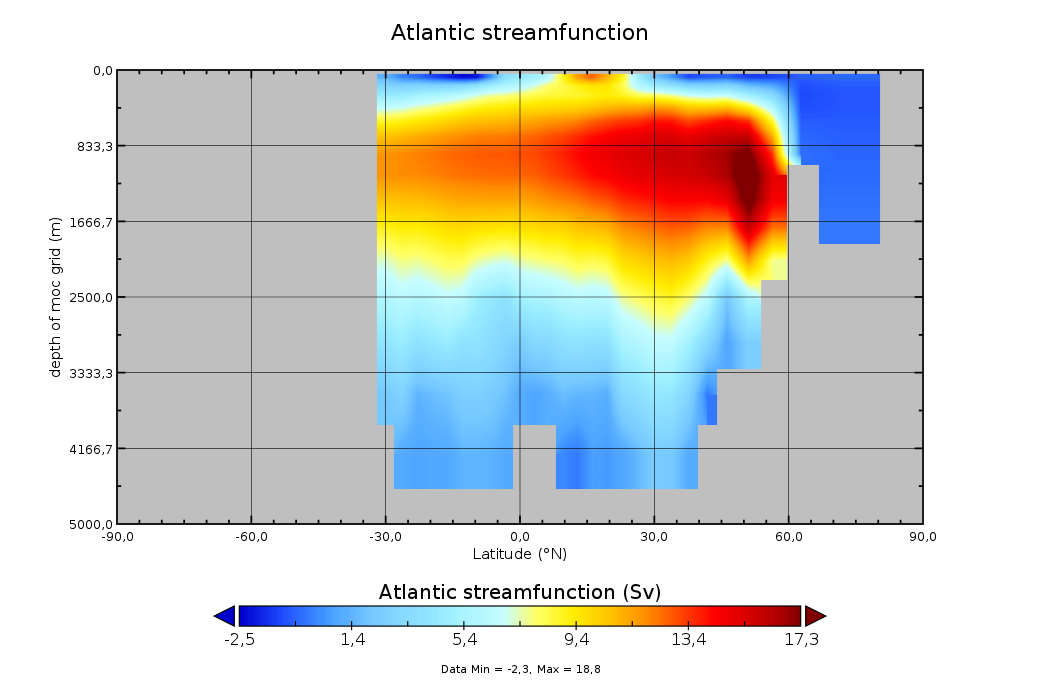 Atlantic streamfunction
0,0
833,3
1666,7
2500,0
3333,3
4166,7
5000,0
depth of moc grid (m)
-90,0 -60,0 -30,0 0,0 30,0 60,0 90,0
Latitude (°N)
Atlantic streamfunction (Sv)
-2,5 1,4 5,4 9,4 13,4 17,3
Data Min = -2,3, Max = 18,8